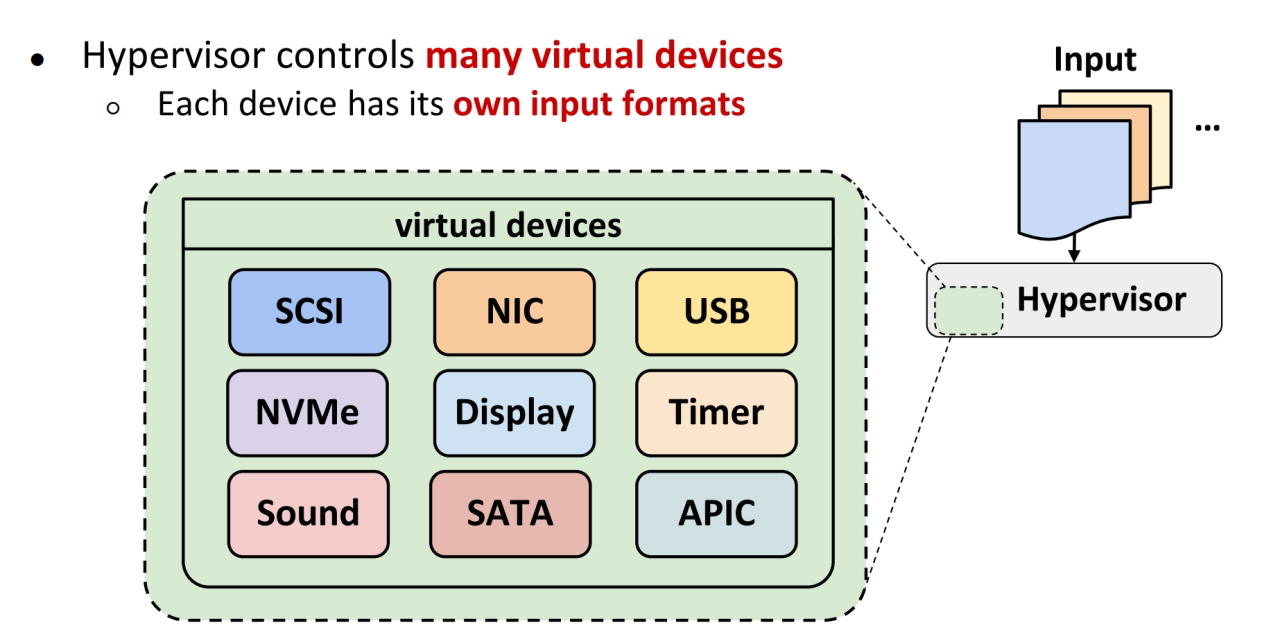 ● Hypervisor controls many virtual devices
○ Each device has its own input formats
Input
...
virtual devices
SCSI
NIC
USB
Hypervisor
NVMe
Display
Timer
Sound
SATA
APIC